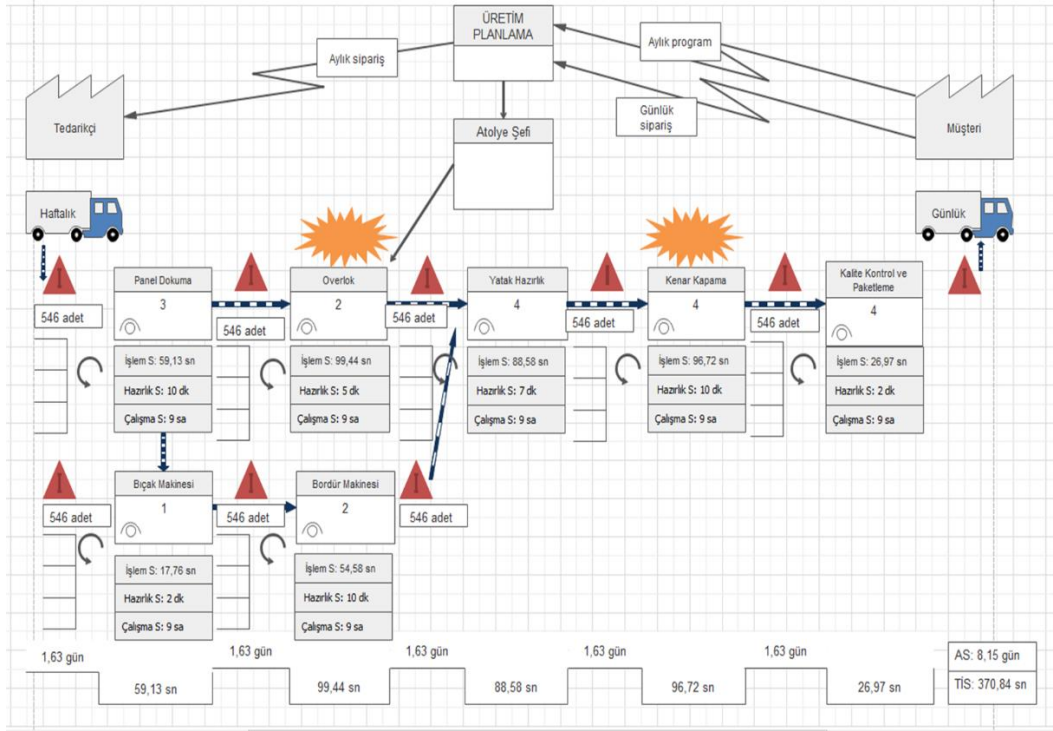 ÜRETİM
PLANLAMA
Aylık sipariş
Aylık program
Günlük
sipariş
Tedarikçi
Atolye Şefi
Müşteri
Haftalık
Günlük
546 adet
Panel Dokuma
3
İşlem S: 59,13 sn
Hazırlık S: 10 dk
Çalışma S: 9 sa
546 adet
Overlok
2
İşlem S: 99,44 sn
Hazırlık S: 5 dk
Çalışma S: 9 sa
546 adet
Yatak Hazırlık
4
İşlem S: 88,58 sn
Hazırlık S: 7 dk
Çalışma S: 9 sa
546 adet
Kenar Kapama
4
İşlem S: 96,72 sn
Hazırlık S: 10 dk
Çalışma S: 9 sa
546 adet
Kalite Kontrol ve
Paketleme
4
İşlem S: 26,97 sn
Hazırlık S: 2 dk
Çalışma S: 9 sa
546 adet
Bıçak Makinesi
1
İşlem S: 17,76 sn
Hazırlık S: 2 dk
Çalışma S: 9 sa
546 adet
Bordür Makinesi
2
İşlem S: 54,58 sn
Hazırlık S: 10 dk
Çalışma S: 9 sa
546 adet
1,63 gün
59,13 sn
1,63 gün
99,44 sn
1,63 gün
88,58 sn
1,63 gün
96,72 sn
1,63 gün
26,97 sn
AS: 8,15 gün
TİS: 370,84 sn